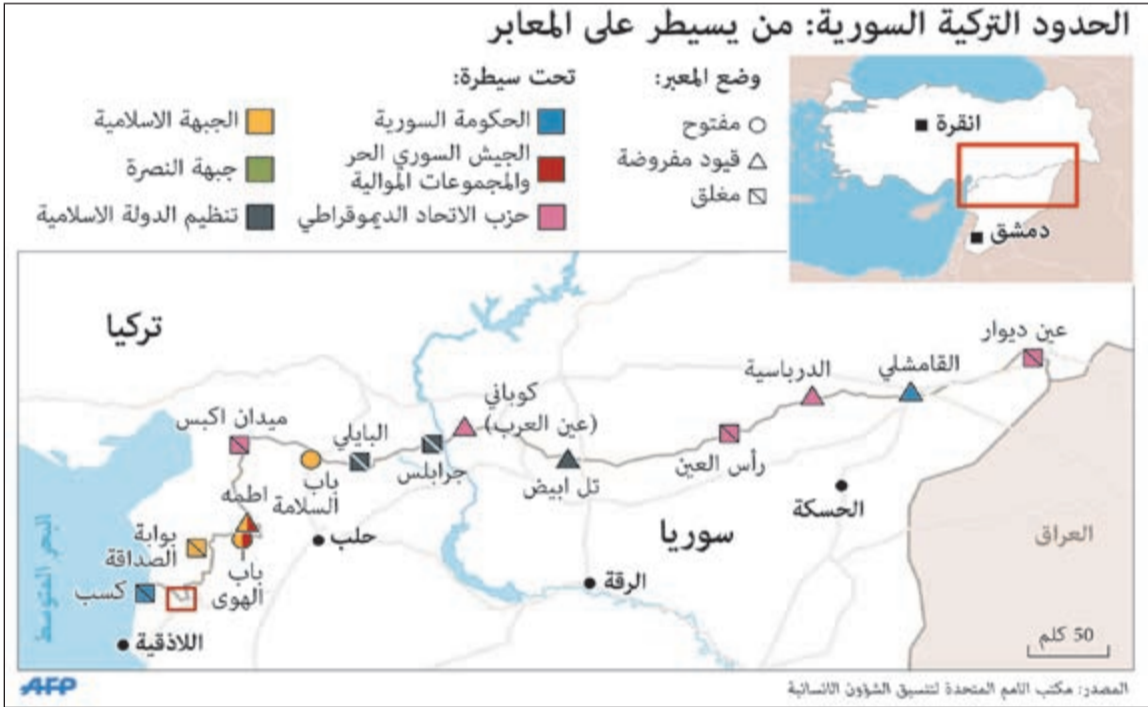 الحدود التركية السورية: من يسيطر على المعابر
وضع المعبر:
مفتوح
قيود مفروضة
مغلق
تحت سيطرة:
الحكومة السورية
الجيش السوري الحر
والمجموعات الموالية
حزب الاتحاد الديموقراطي
الجبهة الاسلامية
جبهة النصرة
تنظيم الدولة الاسلامية
انقرة
دمشق
تركيا
عين ديوار
القامشلي
الدرباسية
رأس العين
تل ابيض
كوباني
(عين العرب)
جرابلس
البايلي
باب
السلامة
ميدان اكبس
اطمه
باب
الهوى
بوابة
الصداقة
كسب
اللاذقية
حلب
الرقة
الحسكة
سوريا
العراق
البحر المتوسط
50 كلم
المصدر: مكتب الامم المتحدة لتنسيق الشؤون الانسانية
AFP